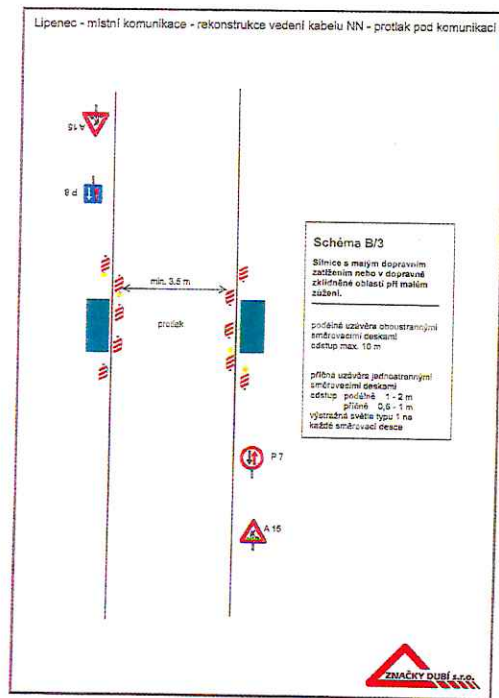 Lipenec - místní komunikace - rekonstrukce vedení kabelu NN - protlak pod komunikací
A 15
P 8
min. 3.5 m
protlak
Schéma B/3
Silnice s malým dopravním
zatížením nebo v dopravně
zklidněné oblasti při malém
zúžení.
podélná uzávěra oboustrannými
směrovacími deskami
odstup max. 10 m
příčná uzávěra jednostrannými
směrovacími deskami
odstup podélně 1 - 2 m
příčně 0,6 - 1 m
výstražná světla typu 1 na
každé směrovací desce
P 7
A 15
ZNAČKY DUBÍ s.r.o.